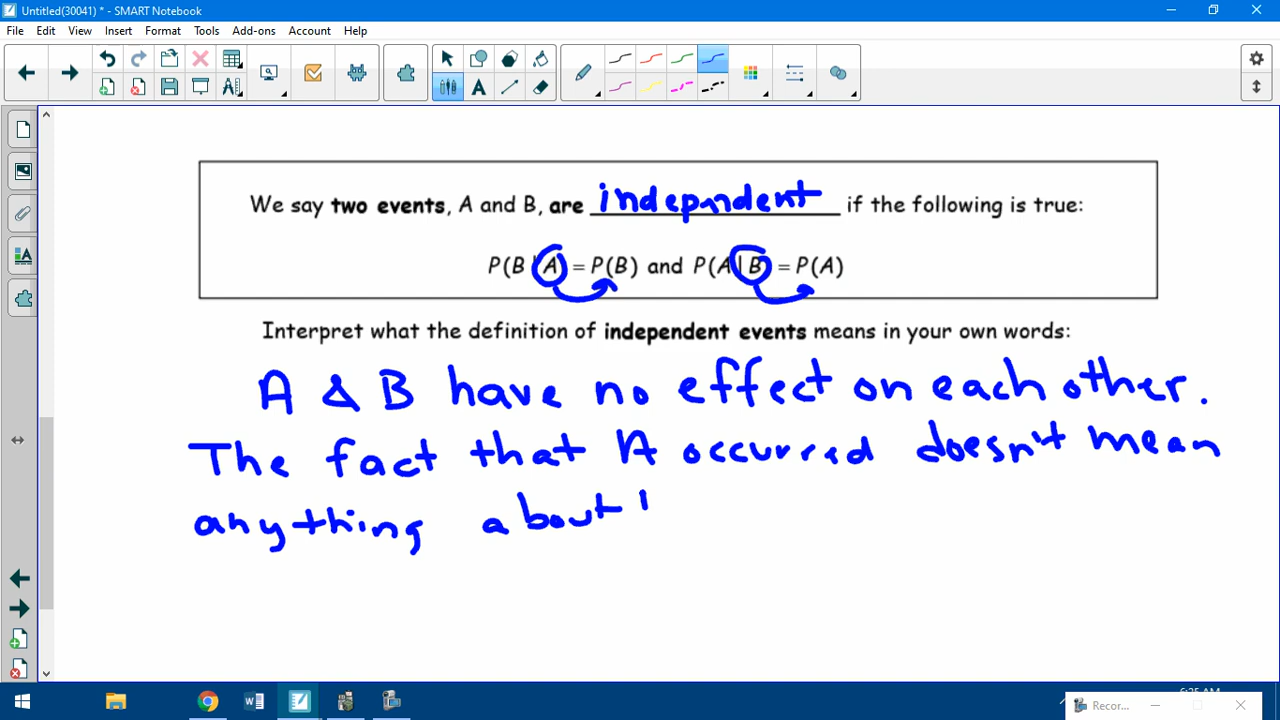 Untitled(30041) * - SMART Notebook
File Edit View Insert Format Tools Add-ons Account Help
We say two events, A and B, are independent if the following is true:
P(B | A) = P(B) and P(A | B) = P(A)
Interpret what the definition of independent events means in your own words:
A & B have no effect on each other.
The fact that A occurred doesn't mean
anything about
Recor...